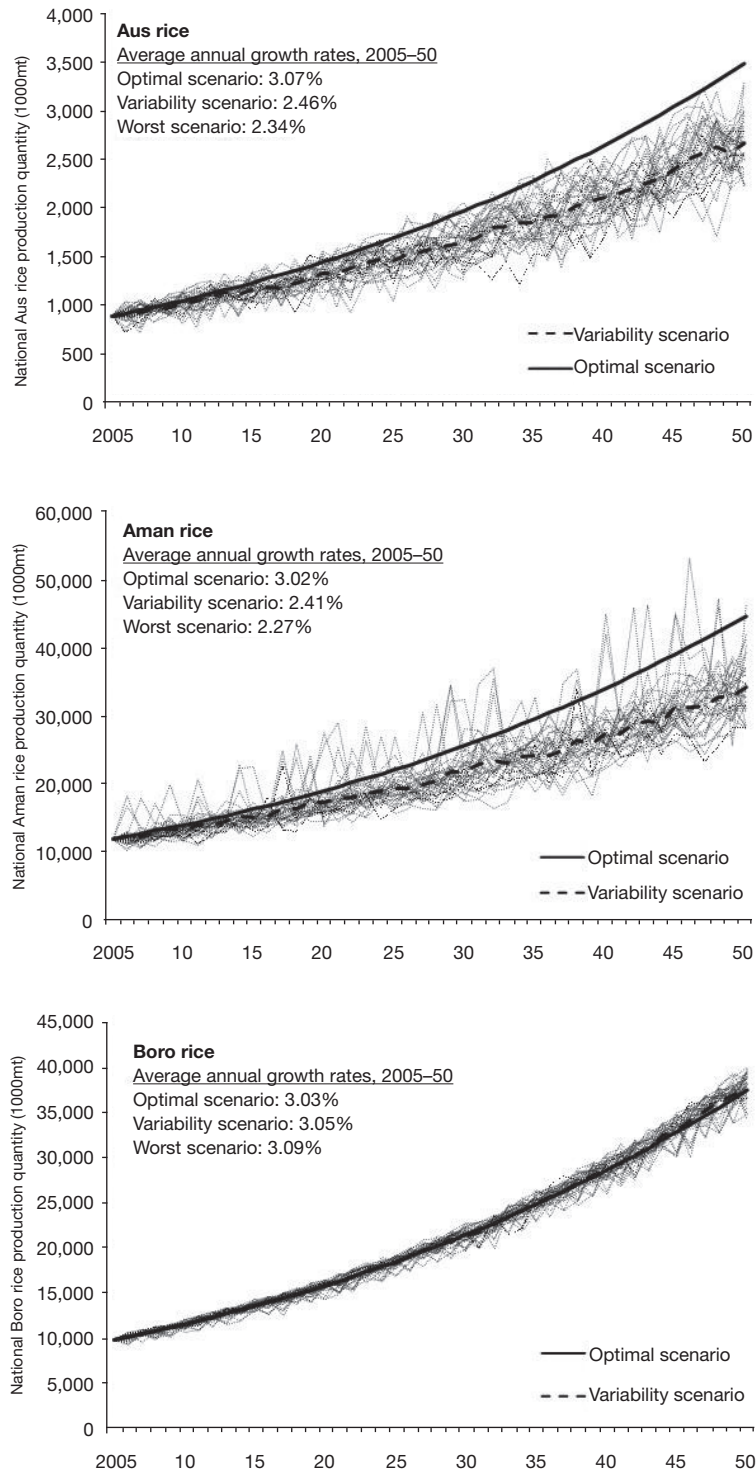 Aus rice
Average annual growth rates, 2005–50
Optimal scenario: 3.07%
Variability scenario: 2.46%
Worst scenario: 2.34%
National Aus rice production quantity (1000mt)
4,000
3,500
3,000
2,500
2,000
1,500
1,000
500
0
Variability scenario
Optimal scenario
2005 10 15 20 25 30 35 40 45 50
Aman rice
Average annual growth rates, 2005–50
Optimal scenario: 3.02%
Variability scenario: 2.41%
Worst scenario: 2.27%
National Aman rice production quantity (1000mt)
60,000
50,000
40,000
30,000
20,000
10,000
0
Optimal scenario
Variability scenario
2005 10 15 20 25 30 35 40 45 50
Boro rice
Average annual growth rates, 2005–50
Optimal scenario: 3.03%
Variability scenario: 3.05%
Worst scenario: 3.09%
National Boro rice production quantity (1000mt)
45,000
40,000
35,000
30,000
25,000
20,000
15,000
10,000
5,000
0
Optimal scenario
Variability scenario
2005 10 15 20 25 30 35 40 45 50